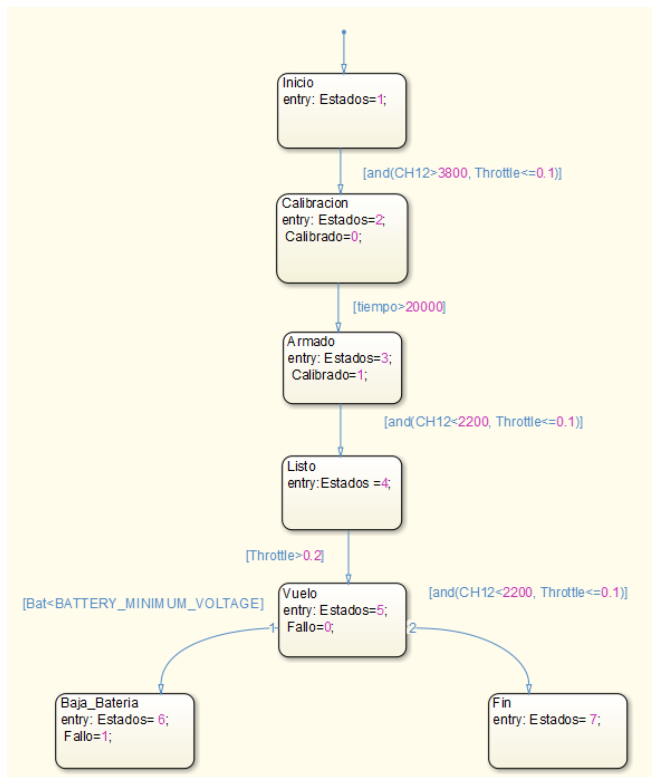 Inicio
entry: Estados=1;
[and(CH12>3800, Throttle<=0.1)]
Calibracion
entry: Estados=2;
Calibrado=0;
[tiempo>20000]
Armado
entry: Estados=3;
Calibrado=1;
[and(CH12<2200, Throttle<=0.1)]
Listo
entry:Estados =4;
[Throttle>0.2]
[Bat<BATTERY_MINIMUM_VOLTAGE]
Vuelo
entry: Estados=5;
Fallo=0;
[and(CH12<2200, Throttle<=0.1)]
1
2
Baja_Bateria
entry: Estados= 6;
Fallo=1;
Fin
entry: Estados= 7;